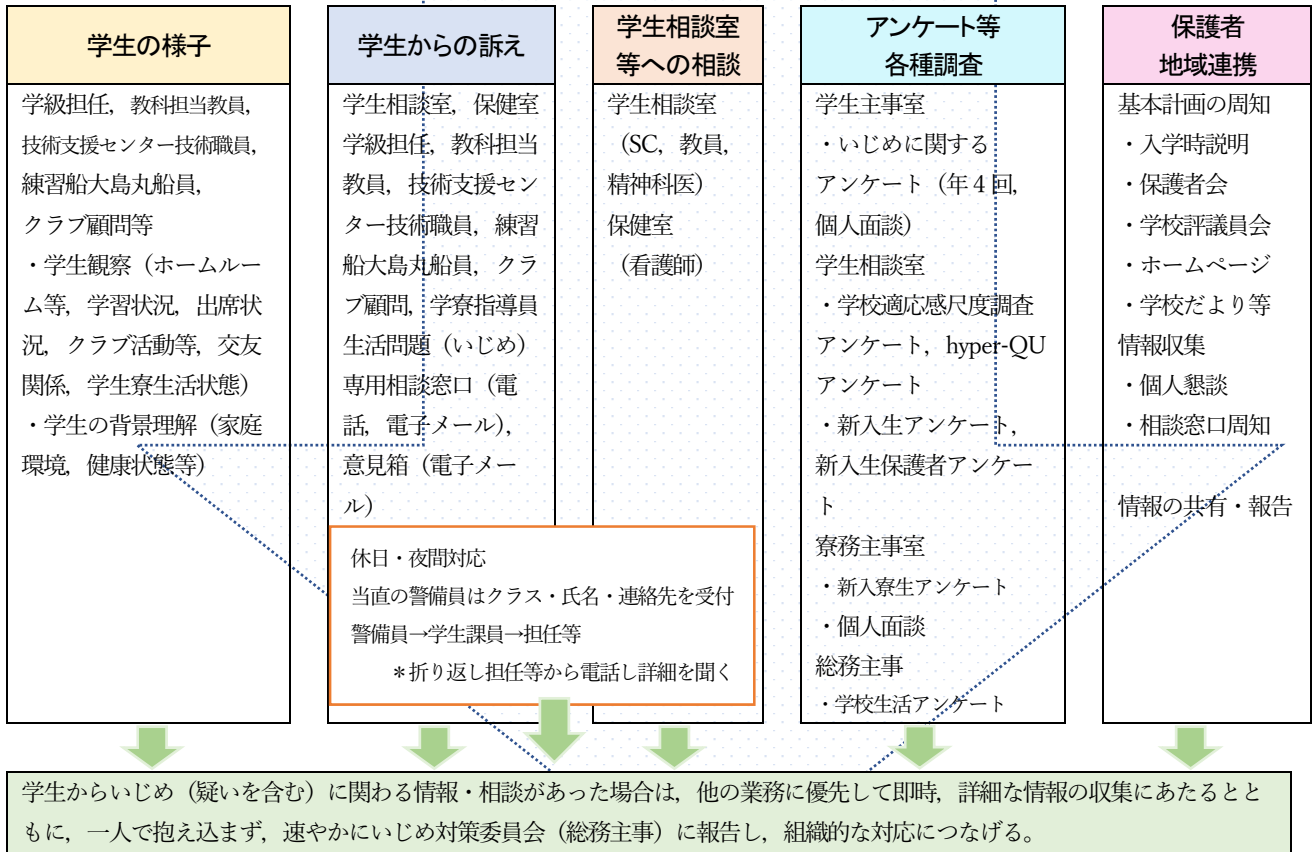 学生の様子
学級担任，教科担当教員，
技術支援センター技術職員，
練習船大島丸船員，
クラブ顧問等
・学生観察（ホームルー
ム等，学習状況，出席状
況，クラブ活動等，交友
関係，学生寮生活状態）
・学生の背景理解（家庭
環境，健康状態等）
学生からの訴え
学生相談室，保健室
学級担任，教科担当
教員，技術支援セン
ター技術職員，練習
船大島丸船員，クラ
ブ顧問，学寮指導員
生活問題（いじめ）
専用相談窓口（電
話，電子メール），
意見箱（電子メー
ル）
休日・夜間対応
当直の警備員はクラス・氏名・連絡先を受付
警備員→学生課員→担任等
＊折り返し担任等から電話し詳細を聞く
学生相談室
等への相談
学生相談室
（SC，教員，
精神科医）
保健室
（看護師）
アンケート等
各種調査
学生主事室
・いじめに関する
アンケート（年４回，
個人面談）
学生相談室
・学校適応感尺度調査
アンケート，hyper-QU
アンケート
・新入生アンケート，
新入生保護者アンケー
ト
寮務主事室
・新入寮生アンケート
・個人面談
総務主事
・学校生活アンケート
保護者
地域連携
基本計画の周知
・入学時説明
・保護者会
・学校評議員会
・ホームページ
・学校だより等
情報収集
・個人懇談
・相談窓口周知
情報の共有・報告
学生からいじめ（疑いを含む）に関わる情報・相談があった場合は，他の業務に優先して即時，詳細な情報の収集にあたるとと
もに，一人で抱え込まず，速やかにいじめ対策委員会（総務主事）に報告し，組織的な対応につなげる。